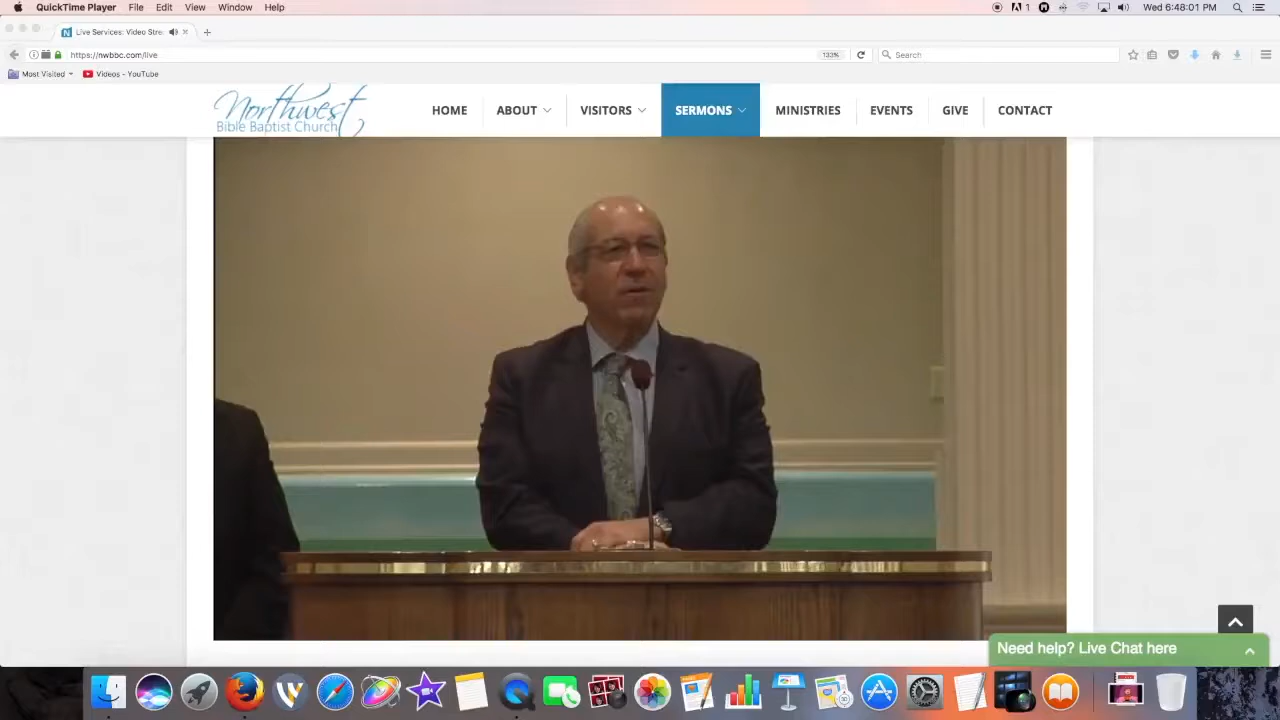 QuickTime Player File Edit View Window Help
1 Wed 6:48:01 PM
Live Services: Video Stre
https://nwbbc.com/live
133%
Search
Most Visited
Videos - YouTube
Northwest
Bible Baptist Church
HOME ABOUT VISITORS SERMONS MINISTRIES EVENTS GIVE CONTACT
Need help? Live Chat here